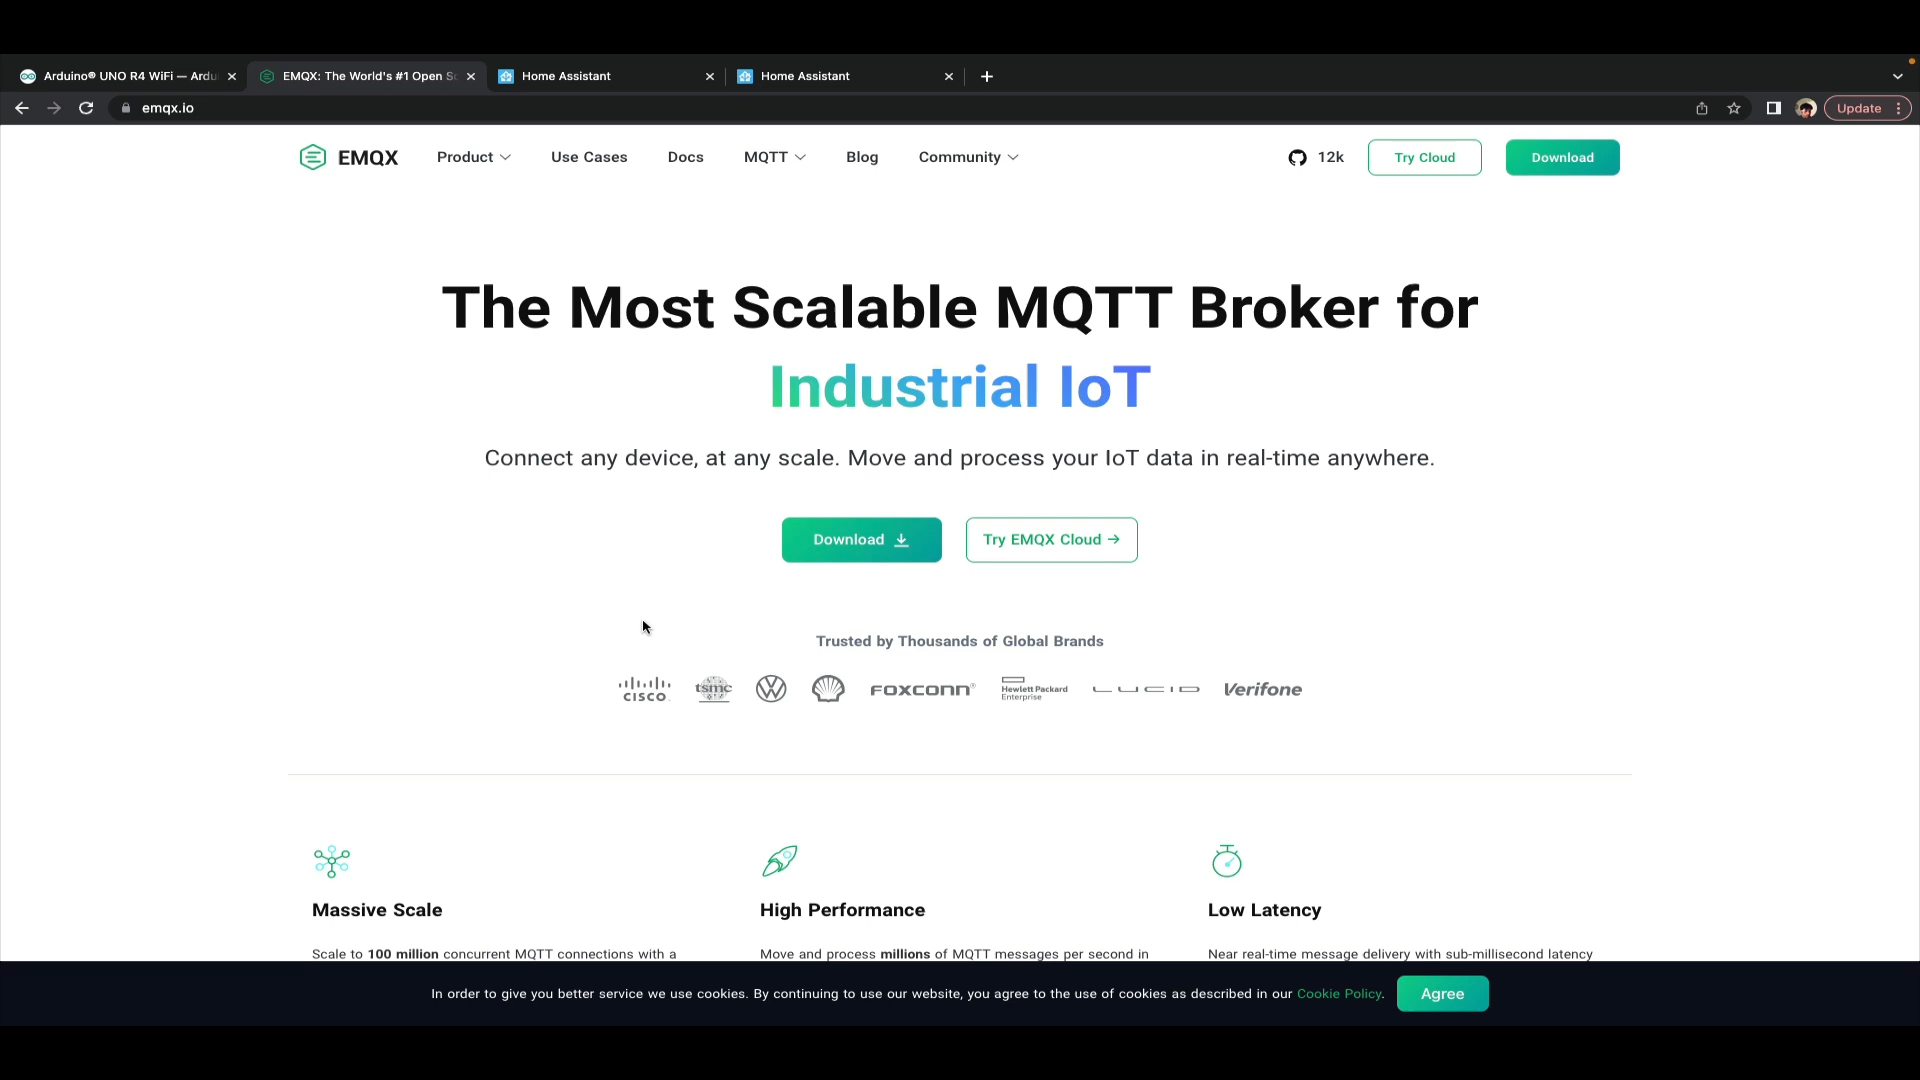 Arduino® UNO R4 WiFi — Ardu
EMQX: The World's #1 Open So
Home Assistant
Home Assistant
emqx.io
Update
EMQX
Product
Use Cases
Docs
MQTT
Blog
Community
12k
Try Cloud
Download
The Most Scalable MQTT Broker for
Industrial IoT
Connect any device, at any scale. Move and process your IoT data in real-time anywhere.
Download
Try EMQX Cloud →
Trusted by Thousands of Global Brands
CISCO
tsmc
FOXCONN®
Hewlett Packard
Enterprise
LUCID
Verifone
Massive Scale
High Performance
Low Latency
Scale to 100 million concurrent MQTT connections with a
Move and process millions of MQTT messages per second in
Near real-time message delivery with sub-millisecond latency
In order to give you better service we use cookies. By continuing to use our website, you agree to the use of cookies as described in our Cookie Policy.
Agree